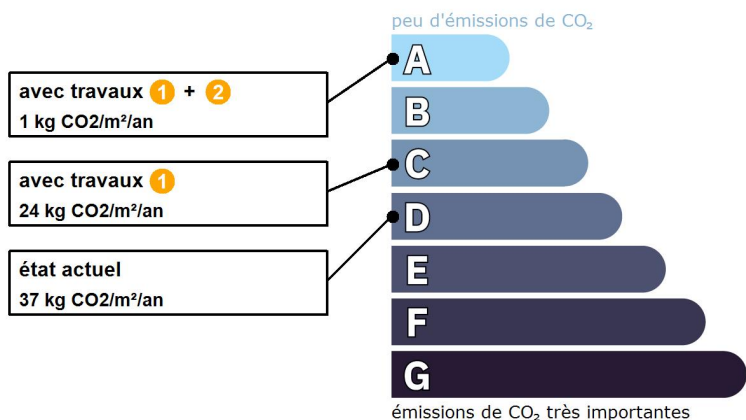 peu d'émissions de CO₂
A
avec travaux 1 + 2
1 kg CO2/m²/an
B
avec travaux 1
24 kg CO2/m²/an
C
D
état actuel
37 kg CO2/m²/an
E
F
G
émissions de CO₂ très importantes